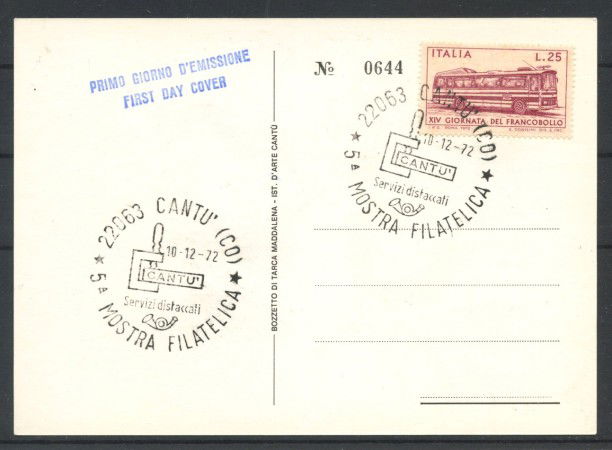 PRIMO GIORNO D'EMISSIONE
FIRST DAY COVER
№ 0644
ITALIA
L.25
XIV GIORNATA DEL FRANCOBOLLO
22063 CANTU' (CO)
10-12-72
CANTU'
Servizi distaccati
★ 5A MOSTRA FILATELICA ★
BOZZETTO DI TARCA MADDALENA - IST. D'ARTE CANTÙ
22063 CANTU' (CO)
10-12-72
CANTU'
Servizi distaccati
★ 5A MOSTRA FILATELICA ★